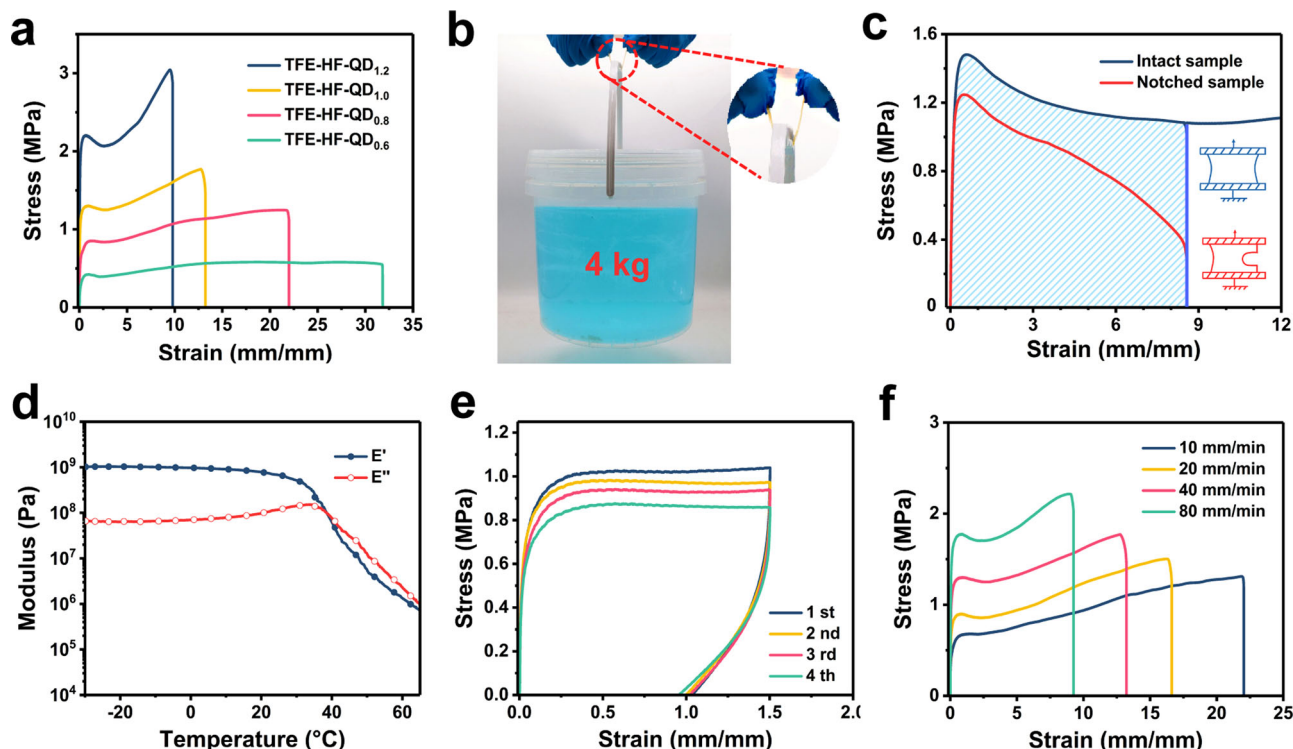 a
TFE-HF-QD1.2
TFE-HF-QD1.0
TFE-HF-QD0.8
TFE-HF-QD0.6
Stress (MPa)
3
2
1
0
0 5 10 15 20 25 30 35
Strain (mm/mm)
b
4 kg
c
Intact sample
Notched sample
Stress (MPa)
1.6
1.2
0.8
0.4
0
0 3 6 9 12
Strain (mm/mm)
d
E'
E''
Modulus (Pa)
10^10
10^9
10^8
10^7
10^6
10^5
10^4
-20 0 20 40 60
Temperature (°C)
e
Stress (MPa)
1.2
1.0
0.8
0.6
0.4
0.2
0.0
1 st
2 nd
3 rd
4 th
0.0 0.5 1.0 1.5
Strain (mm/mm)
f
10 mm/min
20 mm/min
40 mm/min
80 mm/min
Stress (MPa)
3
2
1
0
0 5 10 15 20 25
Strain (mm/mm)